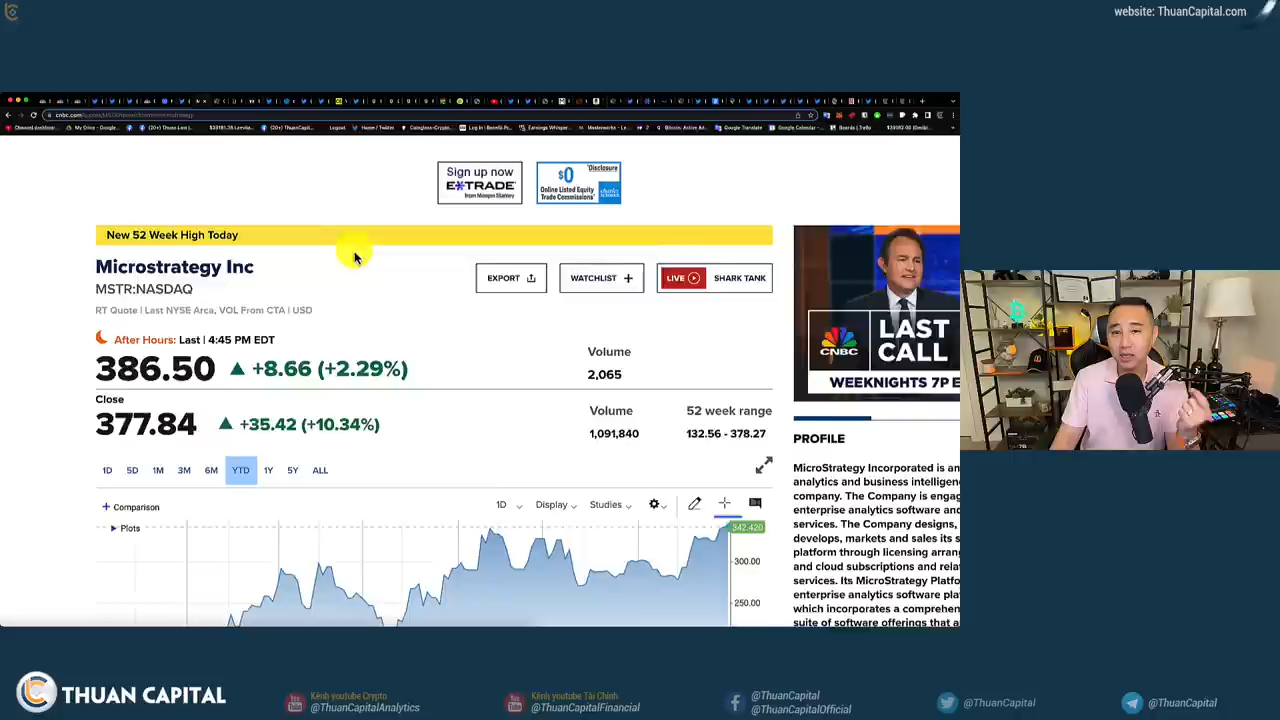 website: ThuanCapital.com
Sign up now
E*TRADE
from Morgan Stanley
$0
Disclosure
Online Listed Equity
Trade Commissions
charles
SCHWAB
New 52 Week High Today
Microstrategy Inc
MSTR:NASDAQ
EXPORT
WATCHLIST +
LIVE
SHARK TANK
RT Quote | Last NYSE Arca, VOL From CTA | USD
After Hours: Last | 4:45 PM EDT
386.50 +8.66 (+2.29%)
Volume
2,065
Close
377.84 +35.42 (+10.34%)
Volume
1,091,840
52 week range
132.56 - 378.27
1D 5D 1M 3M 6M YTD 1Y 5Y ALL
+ Comparison
1D
Display
Studies
Plots
342.420
300.00
250.00
CNBC
LAST
CALL
WEEKNIGHTS 7P E
PROFILE
MicroStrategy Incorporated is an
analytics and business intelligenc
company. The Company is engag
enterprise analytics software and
services. The Company designs,
develops, markets and sales its s
platform through licensing arran
and cloud subscriptions and rela
services. Its MicroStrategy Platfo
enterprise analytics software pla
which incorporates a comprehen
suite of software offerings that a
THUAN CAPITAL
Kênh youtube Crypto
@ThuanCapitalAnalytics
Kênh youtube Tài Chính
@ThuanCapitalFinancial
@ThuanCapital
@ThuanCapitalOfficial
@ThuanCapital
@ThuanCapital